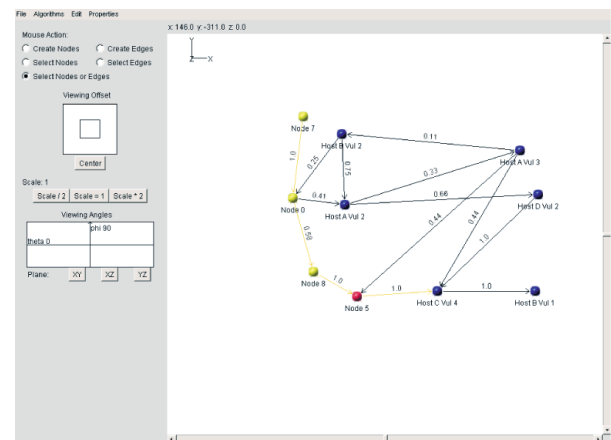 File Algorithms Edit Properties
x: 146.0 y:-311.0 z: 0.0
Mouse Action:
Create Nodes Create Edges
Select Nodes Select Edges
Select Nodes or Edges
Viewing Offset
Center
Scale: 1
Scale / 2 Scale = 1 Scale * 2
Viewing Angles
phi 90
theta 0
Plane: XY XZ YZ
Y
Z X
Node 7
Host B Vul 2
0.11
Host A Vul 3
1.0
0.25
0.75
0.33
Node 0
0.41
Host A Vul 2
0.66
Host D Vul 2
0.58
0.44
0.44
1.0
Node 8
1.0
Node 5
1.0
Host C Vul 4
1.0
Host B Vul 1